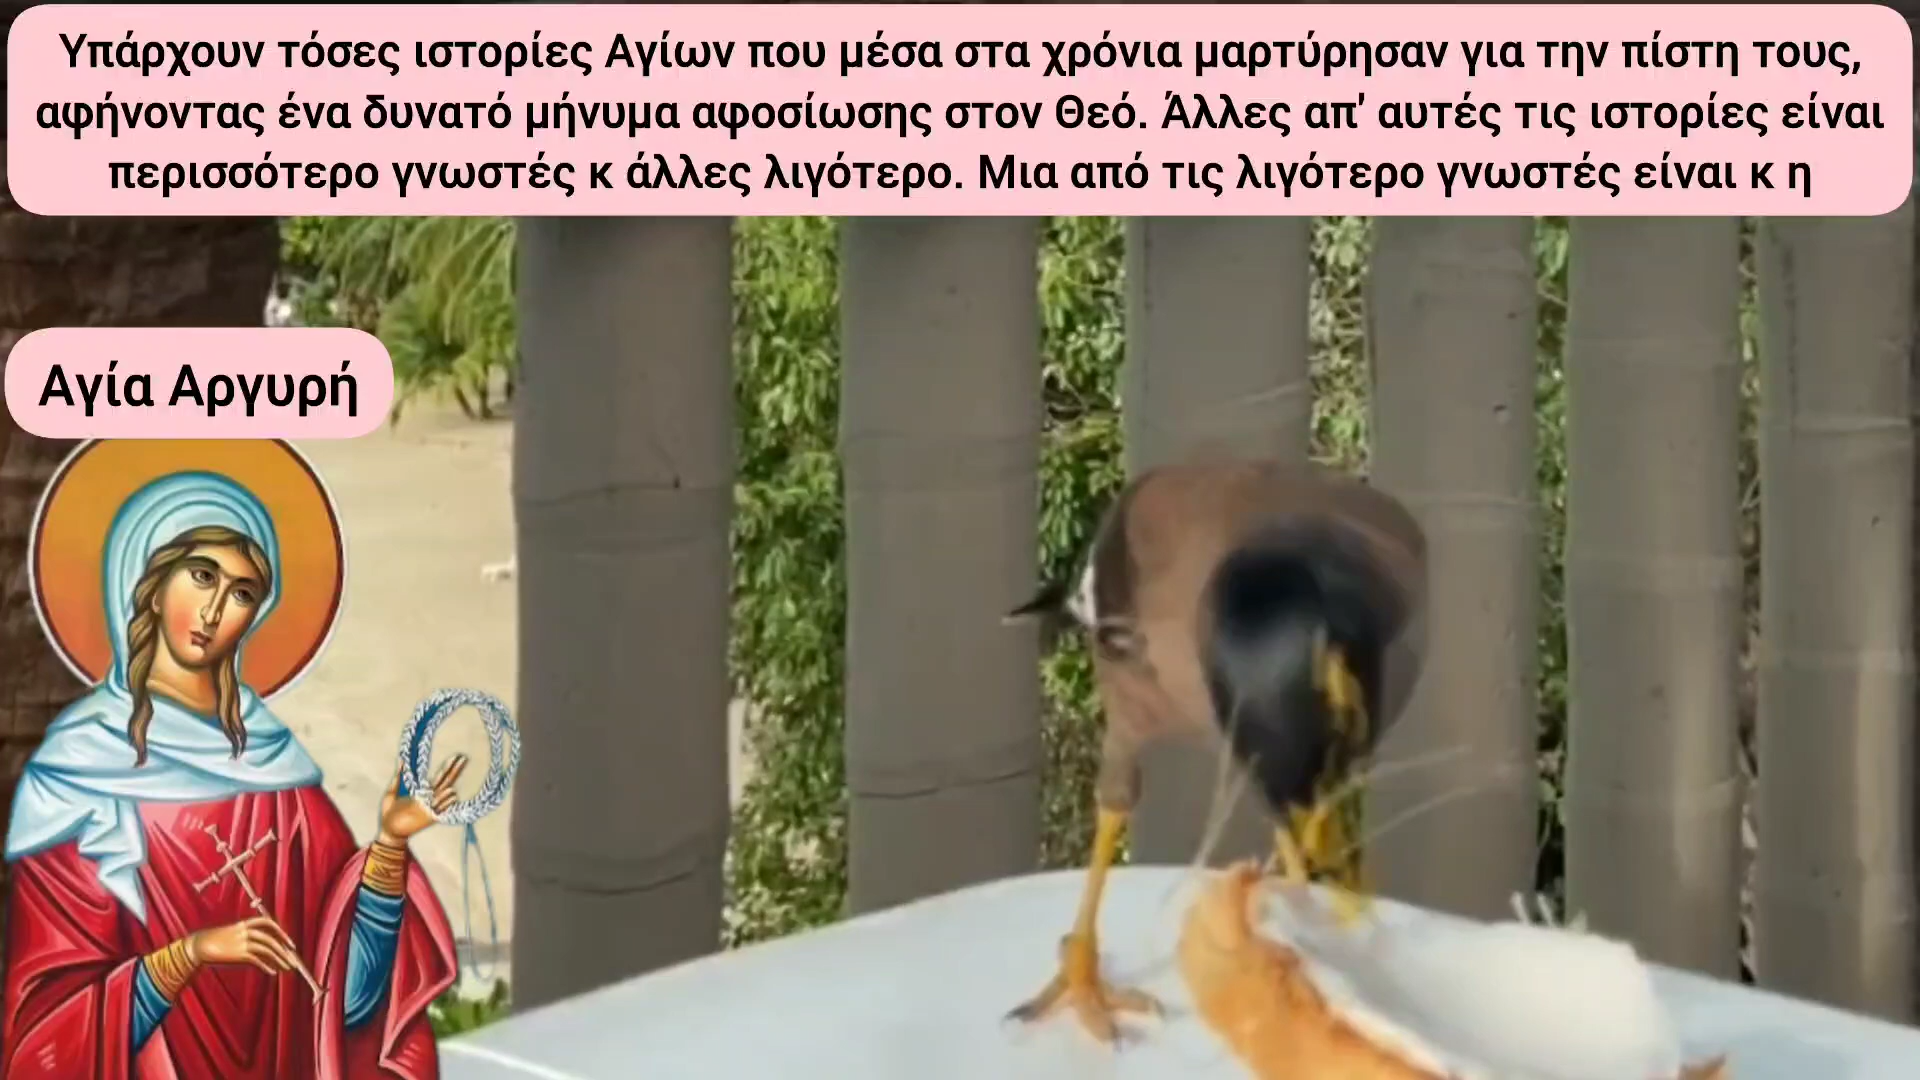 Υπάρχουν τόσες ιστορίες Αγίων που μέσα στα χρόνια μαρτύρησαν για την πίστη τους,
αφήνοντας ένα δυνατό μήνυμα αφοσίωσης στον Θεό. Άλλες απ' αυτές τις ιστορίες είναι
περισσότερο γνωστές κ άλλες λιγότερο. Μια από τις λιγότερο γνωστές είναι κ η
Αγία Αργυρή